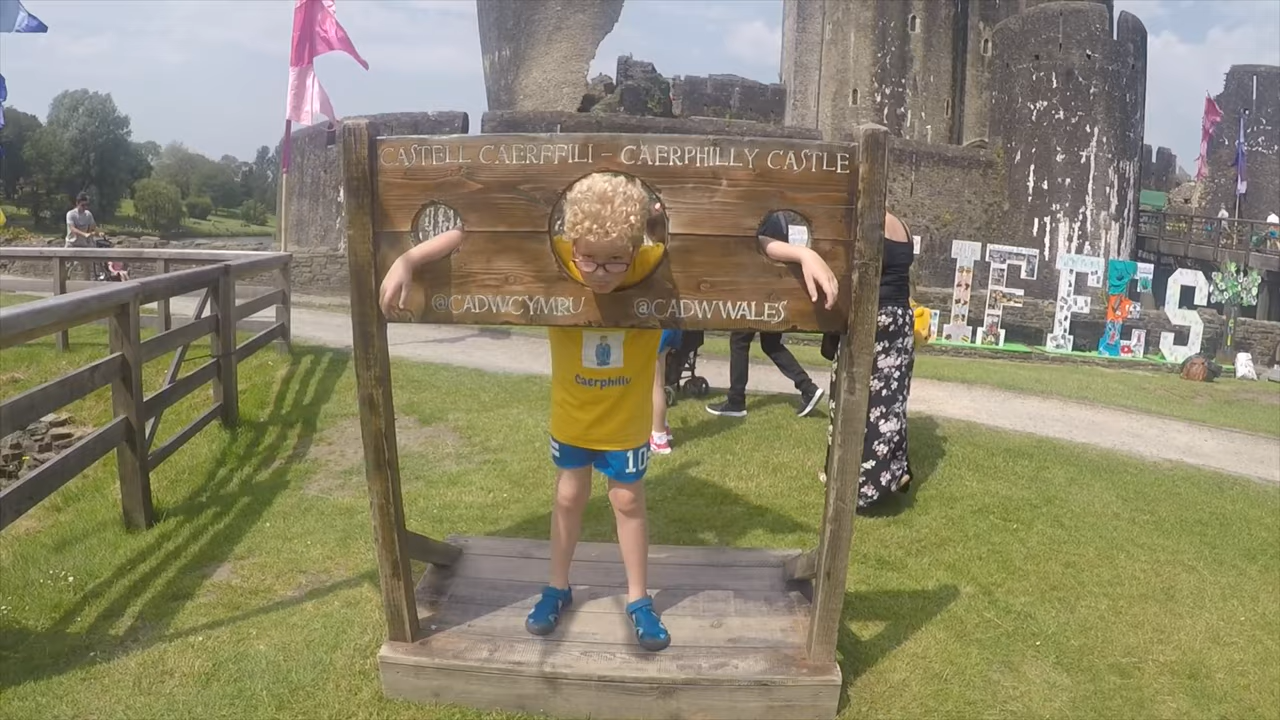 CASTELL CAERFFILI – CAERPHILLY CASTLE
@CADWCYMRU @CADWWALES
Caerphilly
10